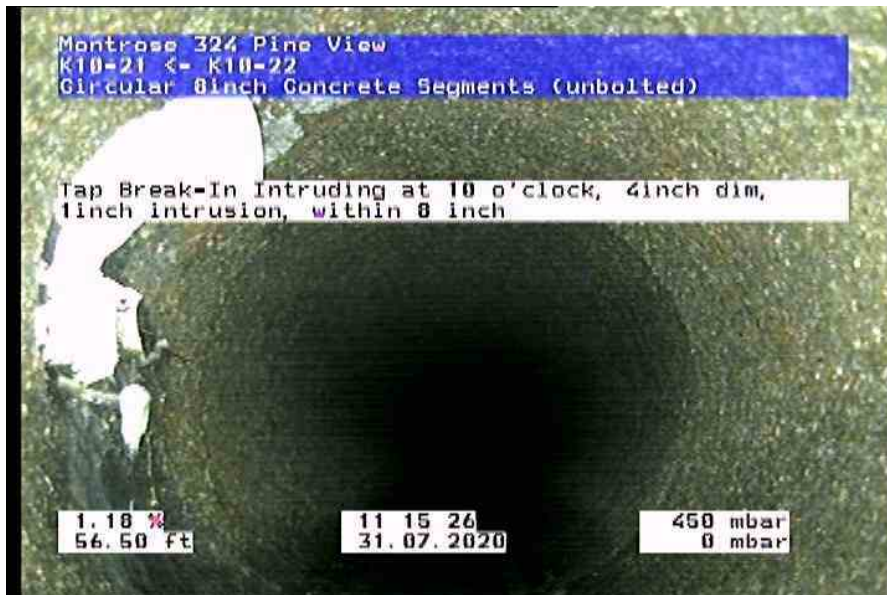 Montrose 324 Pine View
K10-21 <- K10-22
Circular 8inch Concrete Segments (unbolted)
Tap Break-In Intruding at 10 o'clock, 4inch dim,
1inch intrusion, within 8 inch
1.18 %
56.50 ft
11 15 26
31.07.2020
450 mbar
0 mbar